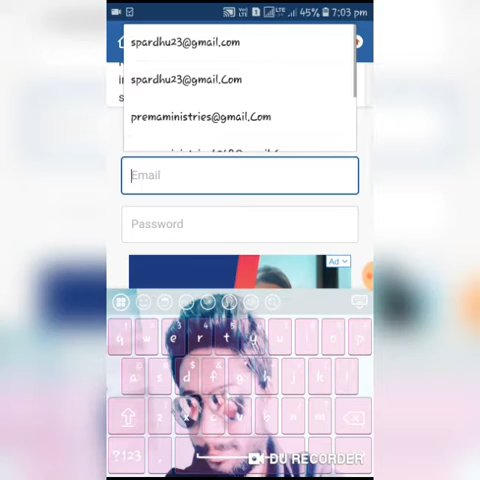 45% 7:03 pm
spardhu23@gmail.com
spardhu23@gmail.Com
premaministries@gmail.Com
Email
Password
Ad
q w e r t y u i o p
a s d f g h j k l
z x c v b n m
?123 ,
DU RECORDER